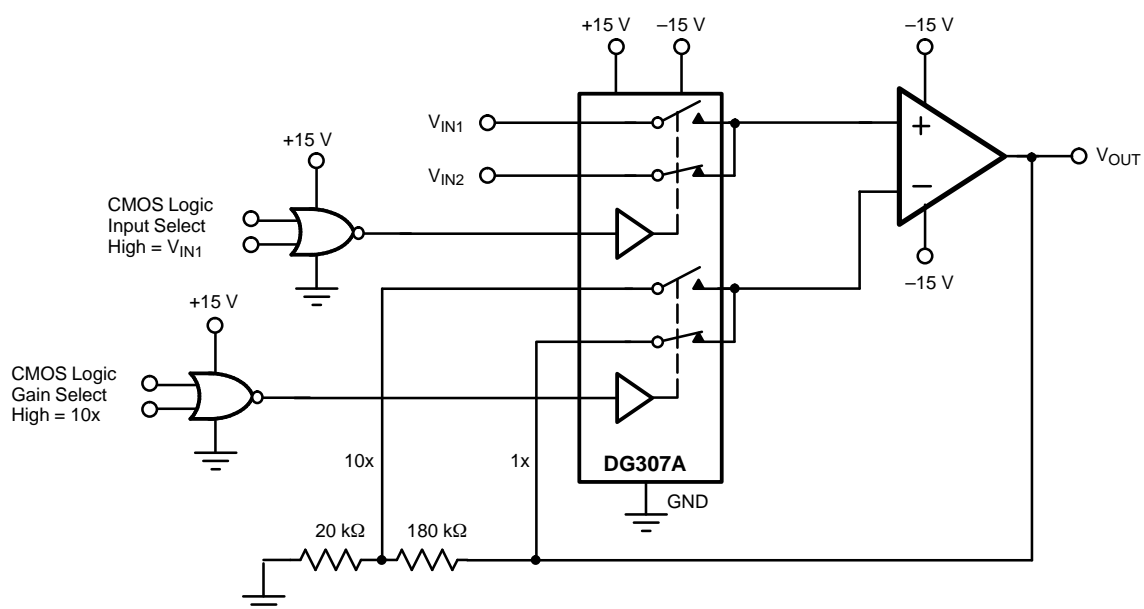 +15 V
–15 V
–15 V
V_IN1
+15 V
V_IN2
+
–
V_OUT
CMOS Logic
Input Select
High = V_IN1
–15 V
+15 V
CMOS Logic
Gain Select
High = 10x
10x
1x
DG307A
GND
20 kΩ
180 kΩ